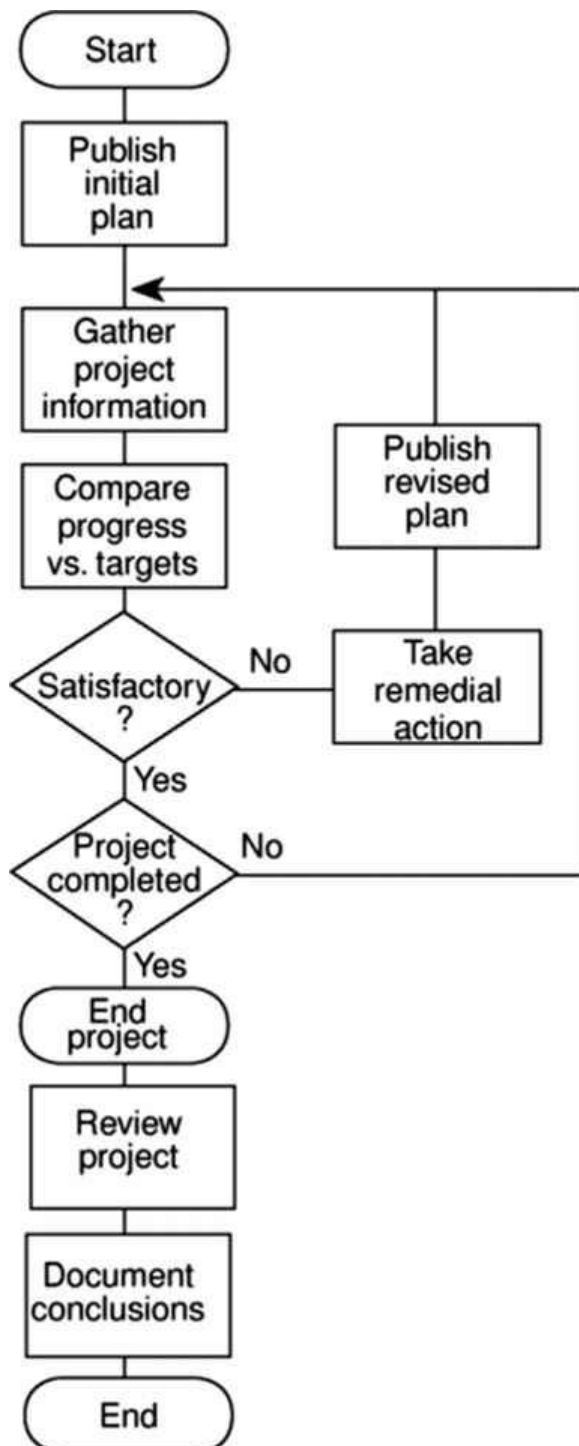 Start
Publish
initial
plan
Gather
project
information
Compare
progress
vs. targets
Satisfactory
?
No
Take
remedial
action
Publish
revised
plan
Yes
Project
completed
?
No
Yes
End
project
Review
project
Document
conclusions
End